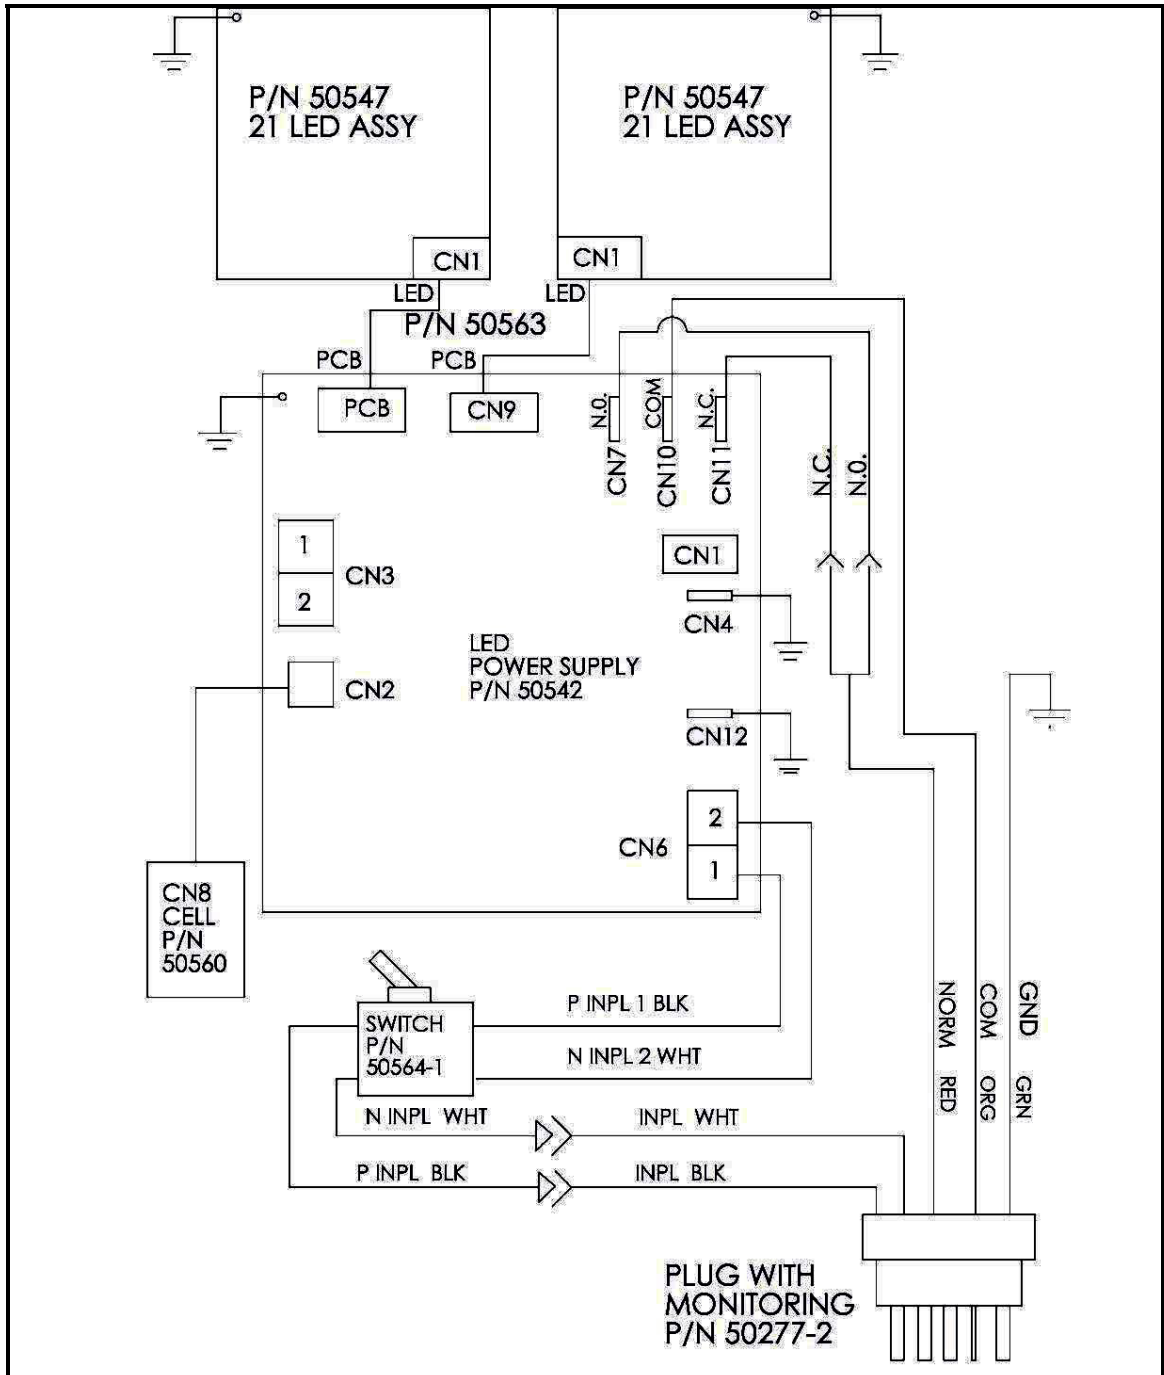 P/N 50547
21 LED ASSY
P/N 50547
21 LED ASSY
CN1
CN1
LED
LED
P/N 50563
PCB
PCB
PCB
CN9
N.O.
COM
N.C.
CN7
CN10
CN11
N.C.
N.O.
1
2
CN3
CN1
CN4
LED
POWER SUPPLY
P/N 50542
CN2
CN12
2
1
CN6
CN8
CELL
P/N
50560
SWITCH
P/N
50564-1
P INPL 1 BLK
N INPL 2 WHT
N INPL WHT
INPL WHT
P INPL BLK
INPL BLK
NORM RED
COM ORG
GND GRN
PLUG WITH
MONITORING
P/N 50277-2